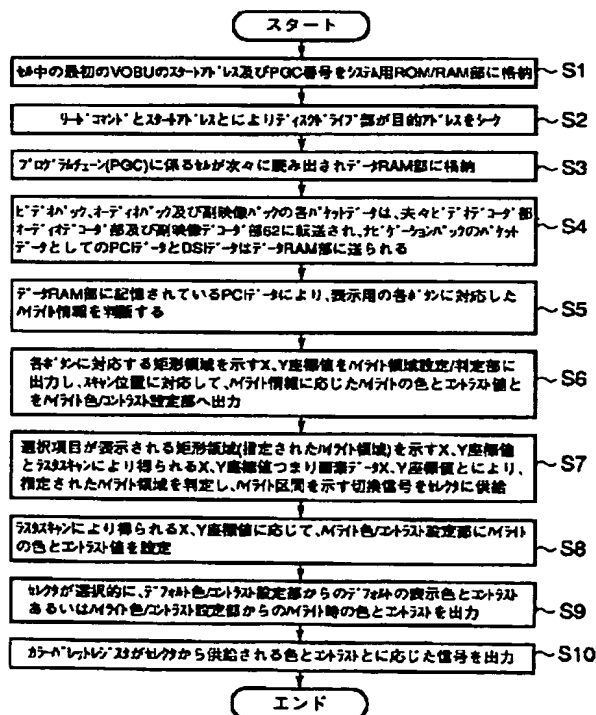 スタート
セル中の最初のVOBUのスタートアドレス及びPGC番号をシステム用ROM/RAM部に格納
S1
リードコマンドとスタートアドレスとによりディスクドライブ部が目的アドレスをシーク
S2
プログラムチェーン(PGC)に係るセルが次々に読み出されデータRAM部に格納
S3
ビデオパック、オーディオパック及び副映像パックの各パケットデータは、夫々ビデオデコーダ部
オーディオデコーダ部及び副映像デコーダ部62に転送され、ナビゲーションパックのパケット
データとしてのPCIデータとDSIデータはデータRAM部に送られる
S4
データRAM部に記憶されているPCIデータにより、表示用の各ボタンに対応した
ハイライト情報を判断する
S5
各ボタンに対応する矩形領域を示すX、Y座標値をハイライト領域設定/判定部に
出力し、スキャン位置に対応して、ハイライト情報に応じたハイライトの色とコントラスト値と
をハイライト色/コントラスト設定部へ出力
S6
選択項目が表示される矩形領域(指定されたハイライト領域)を示すX、Y座標値
とラスタスキャンにより得られるX、Y座標値つまり画素データX、Y座標値とにより、
指定されたハイライト領域を判定し、ハイライト区間を示す切換信号をセレクタに供給
S7
ラスタスキャンにより得られるX、Y座標値に応じて、ハイライト色/コントラスト設定部にハイライト
の色とコントラスト値を設定
S8
セレクタが選択的に、デフォルト色/コントラスト設定部からのデフォルトの表示色とコントラスト
あるいはハイライト色/コントラスト設定部からのハイライト時の色とコントラストを出力
S9
カラーパレットレジスタがセレクタから供給される色とコントラストとに応じた信号を出力
S10
エンド